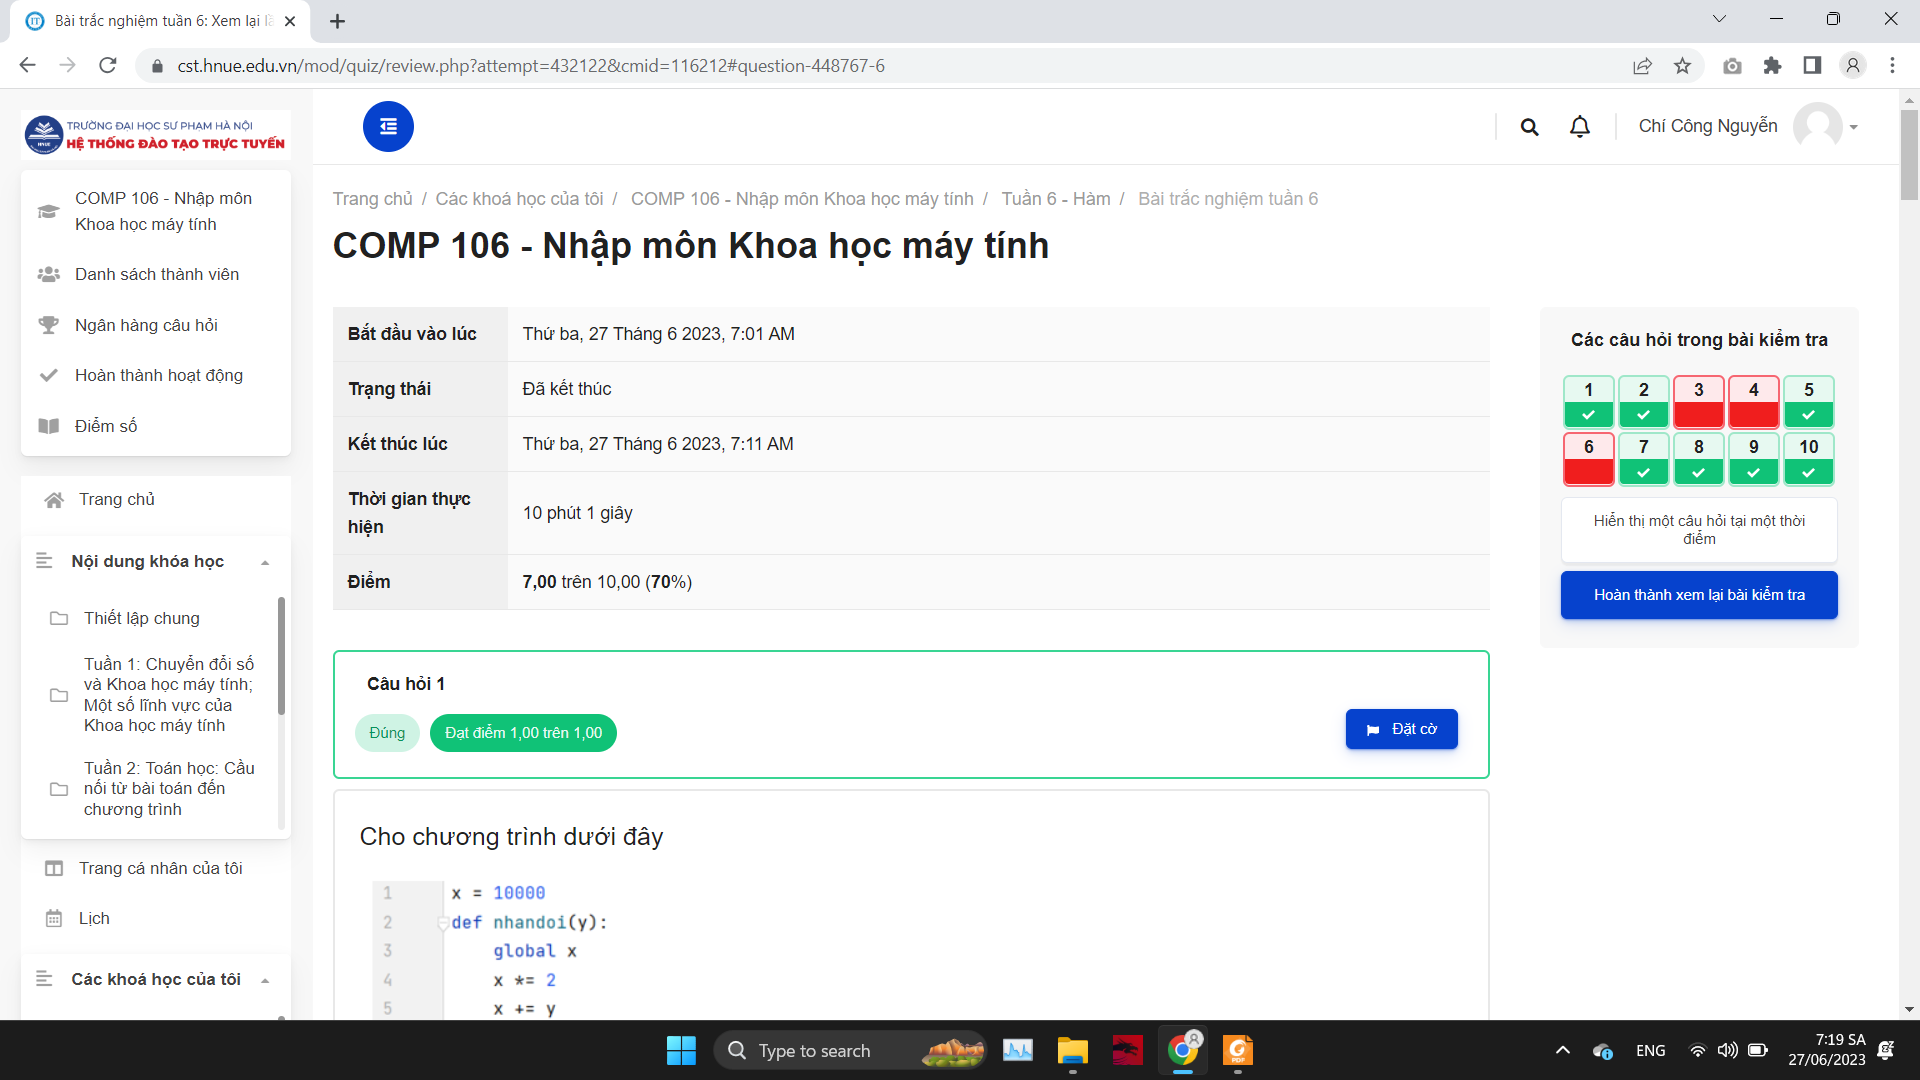 Bài trắc nghiệm tuần 6: Xem lại lầ
cst.hnue.edu.vn/mod/quiz/review.php?attempt=432122&cmid=116212#question-448767-6
TRƯỜNG ĐẠI HỌC SƯ PHẠM HÀ NỘI
HỆ THỐNG ĐÀO TẠO TRỰC TUYẾN
Chí Công Nguyễn
COMP 106 - Nhập môn
Khoa học máy tính
Danh sách thành viên
Ngân hàng câu hỏi
Hoàn thành hoạt động
Điểm số
Trang chủ
Nội dung khóa học
Thiết lập chung
Tuần 1: Chuyển đổi số
và Khoa học máy tính;
Một số lĩnh vực của
Khoa học máy tính
Tuần 2: Toán học: Cầu
nối từ bài toán đến
chương trình
Trang cá nhân của tôi
Lịch
Các khoá học của tôi
Trang chủ / Các khoá học của tôi / COMP 106 - Nhập môn Khoa học máy tính / Tuần 6 - Hàm / Bài trắc nghiệm tuần 6
COMP 106 - Nhập môn Khoa học máy tính
Bắt đầu vào lúc Thứ ba, 27 Tháng 6 2023, 7:01 AM
Trạng thái Đã kết thúc
Kết thúc lúc Thứ ba, 27 Tháng 6 2023, 7:11 AM
Thời gian thực
hiện
10 phút 1 giây
Điểm 7,00 trên 10,00 (70%)
Câu hỏi 1
Đúng
Đạt điểm 1,00 trên 1,00
Đặt cờ
Cho chương trình dưới đây
1 x = 10000
2 def nhandoi(y):
3 global x
4 x *= 2
5 x += y
Các câu hỏi trong bài kiểm tra
1 2 3 4 5
6 7 8 9 10
Hiển thị một câu hỏi tại một thời
điểm
Hoàn thành xem lại bài kiểm tra
Type to search
ENG
7:19 SA
27/06/2023